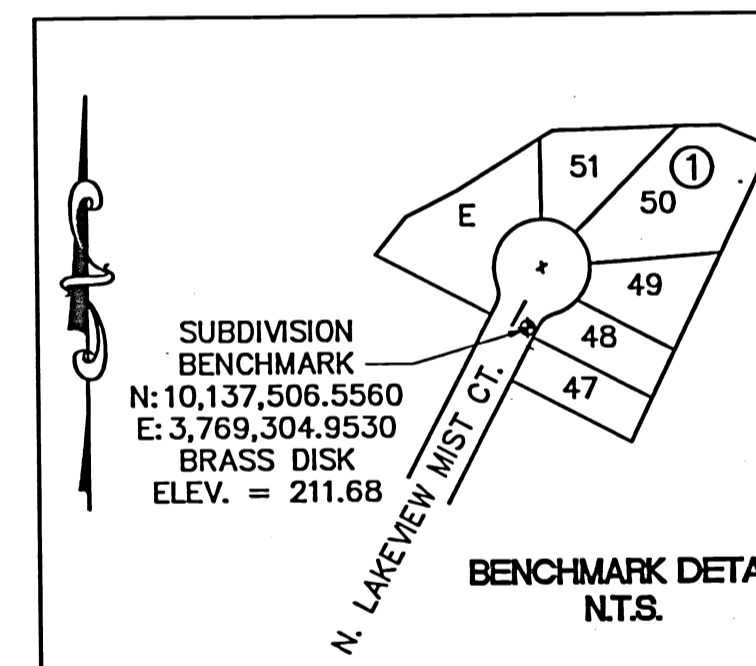 51
1
50
E
49
48
47
SUBDIVISION
BENCHMARK
N: 10,137,506.5560
E: 3,769,304.9530
BRASS DISK
ELEV. = 211.68
N. LAKEVIEW MIST CT.
BENCHMARK DETA
N.T.S.